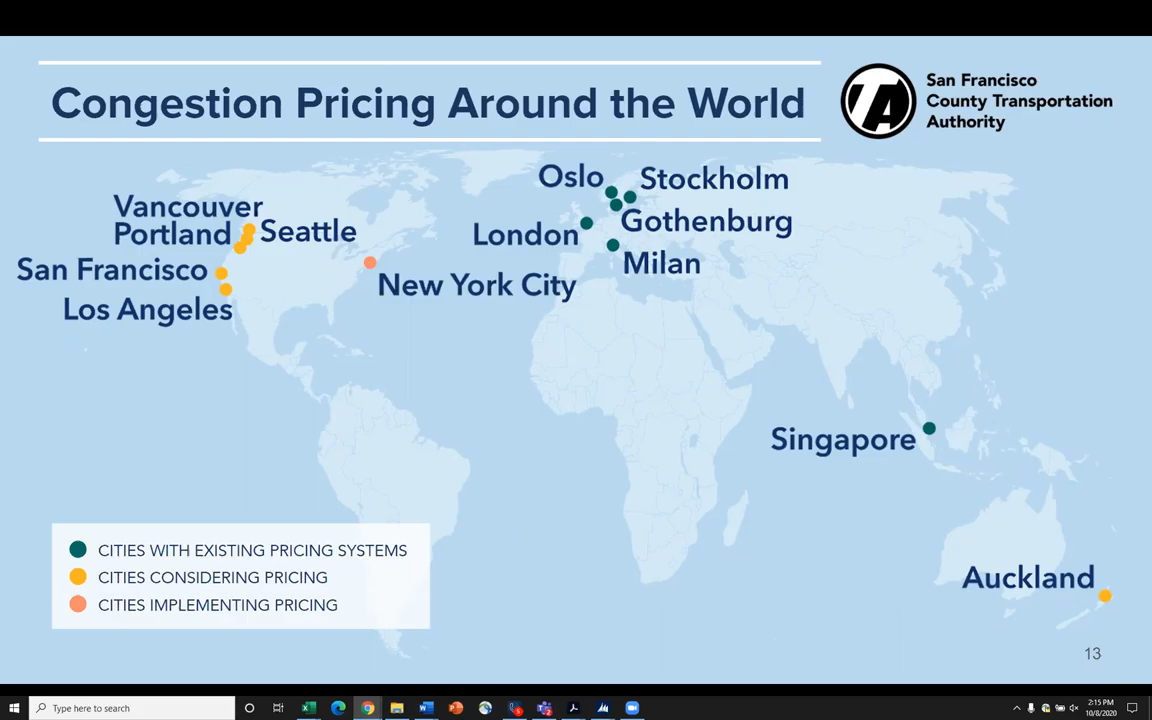 Congestion Pricing Around the World
San Francisco
County Transportation
Authority
Oslo
Stockholm
Vancouver
Gothenburg
Portland
Seattle
London
Milan
San Francisco
New York City
Los Angeles
Singapore
CITIES WITH EXISTING PRICING SYSTEMS
CITIES CONSIDERING PRICING
CITIES IMPLEMENTING PRICING
Auckland
13
Type here to search
2:15 PM
10/8/2020